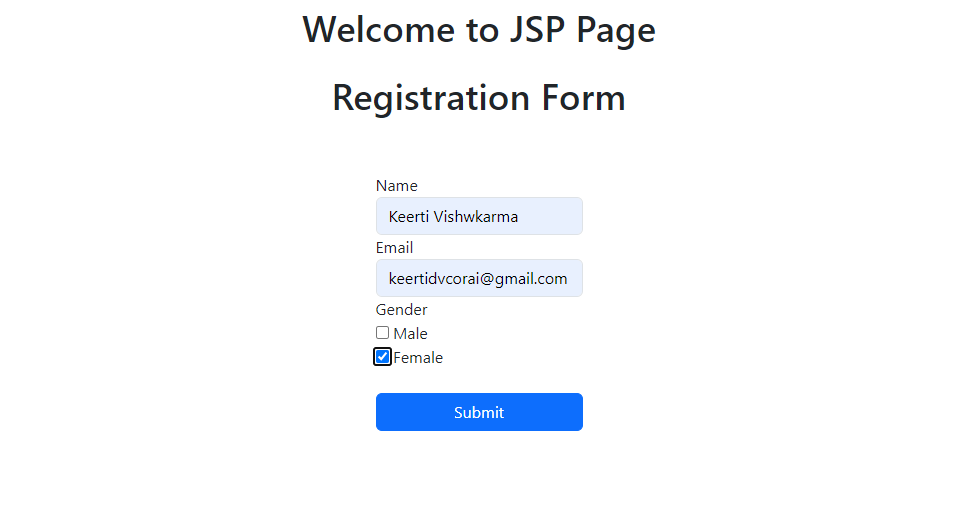 Welcome to JSP Page
Registration Form
Name
Keerti Vishwkarma
Email
keertidvcorai@gmail.com
Gender
Male
Female
Submit